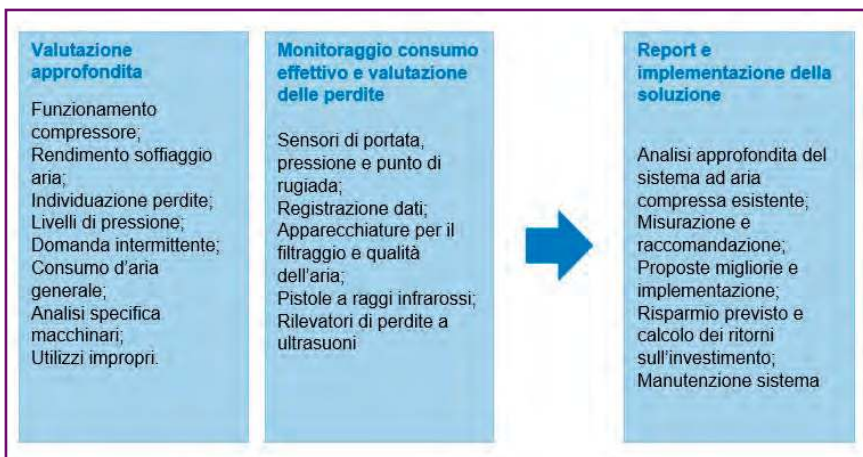 Valutazione
approfondita
Funzionamento
compressore;
Rendimento soffiaggio
aria;
Individuazione perdite;
Livelli di pressione;
Domanda intermittente;
Consumo d'aria
generale;
Analisi specifica
macchinari;
Utilizzi impropri.
Monitoraggio consumo
effettivo e valutazione
delle perdite
Sensori di portata,
pressione e punto di
rugiada;
Registrazione dati;
Apparecchiature per il
filtraggio e qualità
dell'aria;
Pistole a raggi infrarossi;
Rilevatori di perdite a
ultrasuoni
Report e
implementazione della
soluzione
Analisi approfondita del
sistema ad aria
compressa esistente;
Misurazione e
raccomandazione;
Proposte migliorie e
implementazione;
Risparmio previsto e
calcolo dei ritorni
sull'investimento;
Manutenzione sistema